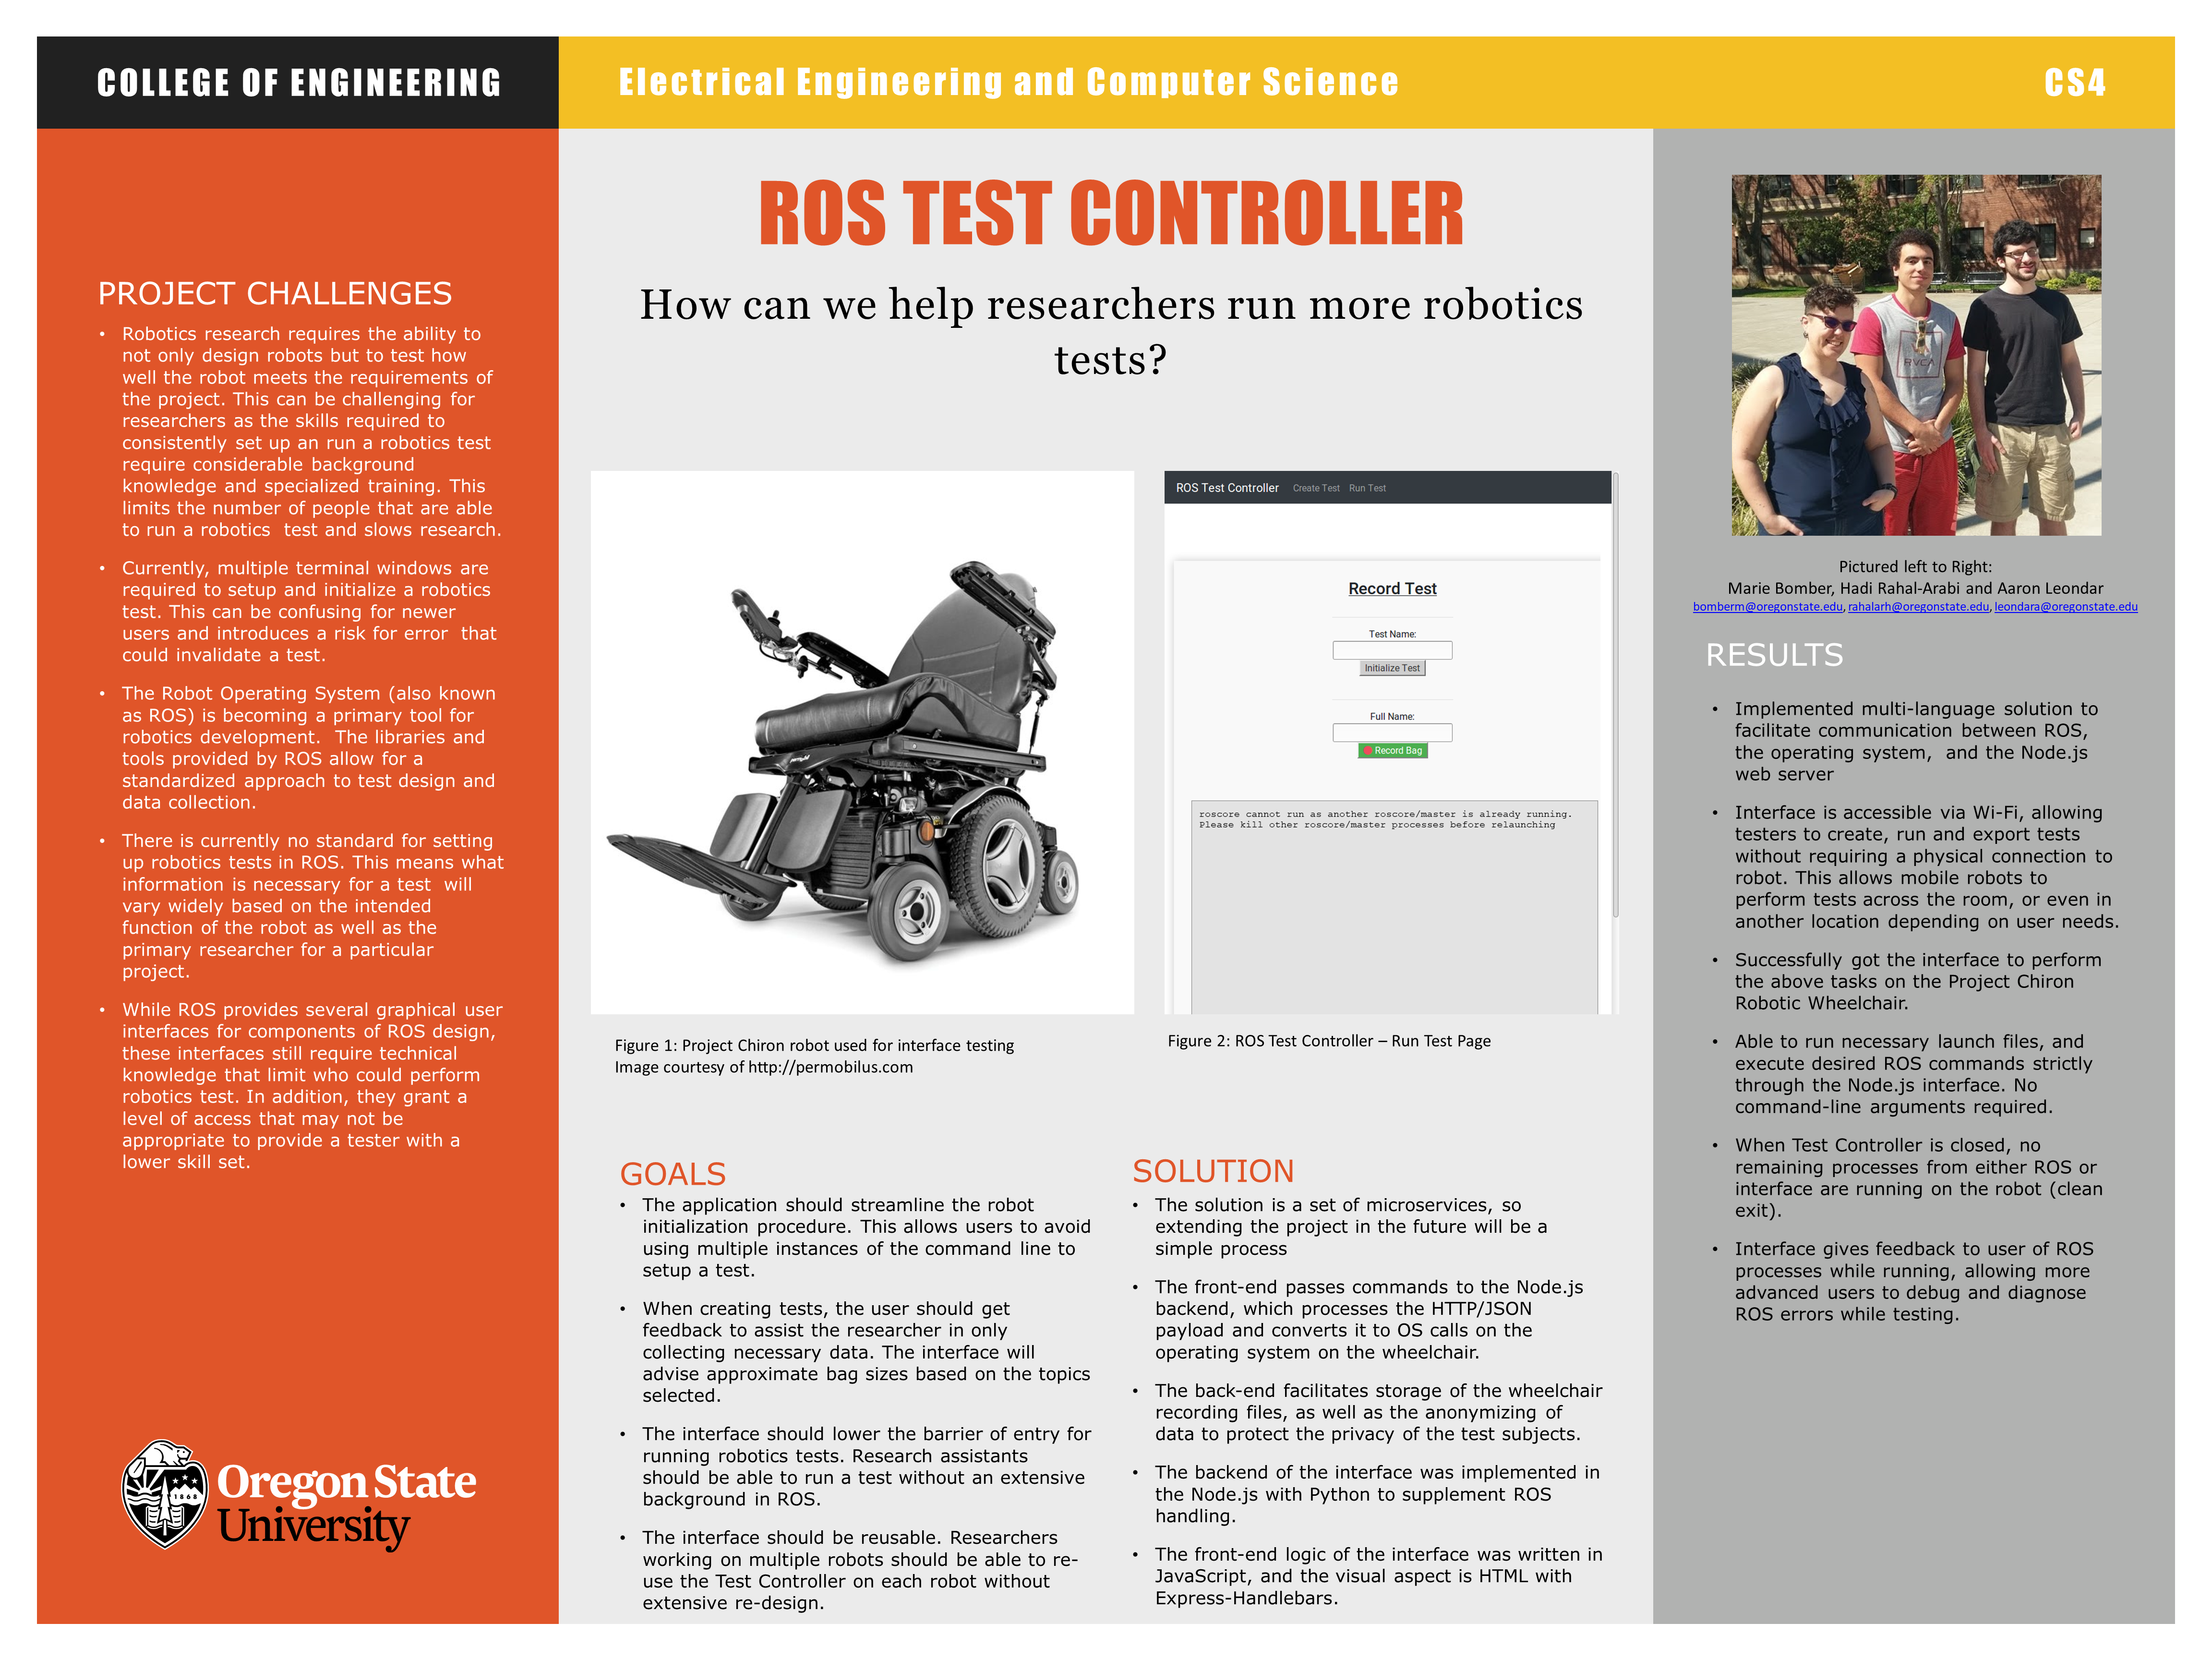 COLLEGE OF ENGINEERING
Electrical Engineering and Computer Science
CS4
PROJECT CHALLENGES
• Robotics research requires the ability to
not only design robots but to test how
well the robot meets the requirements of
the project. This can be challenging for
researchers as the skills required to
consistently set up an run a robotics test
require considerable background
knowledge and specialized training. This
limits the number of people that are able
to run a robotics  test and slows research.
• Currently, multiple terminal windows are
required to setup and initialize a robotics
test. This can be confusing for newer
users and introduces a risk for error  that
could invalidate a test.
• The Robot Operating System (also known
as ROS) is becoming a primary tool for
robotics development.  The libraries and
tools provided by ROS allow for a
standardized approach to test design and
data collection.
• There is currently no standard for setting
up robotics tests in ROS. This means what
information is necessary for a test  will
vary widely based on the intended
function of the robot as well as the
primary researcher for a particular
project.
• While ROS provides several graphical user
interfaces for components of ROS design,
these interfaces still require technical
knowledge that limit who could perform
robotics test. In addition, they grant a
level of access that may not be
appropriate to provide a tester with a
lower skill set.
1868
Oregon State
University
ROS TEST CONTROLLER
How can we help researchers run more robotics
tests?
permobil
Figure 1: Project Chiron robot used for interface testing
Image courtesy of http://permobilus.com
ROS Test Controller Create Test Run Test
Record Test
Test Name:
Initialize Test
Full Name:
Record Bag
roscore cannot run as another roscore/master is already running.
Please kill other roscore/master processes before relaunching
Figure 2: ROS Test Controller – Run Test Page
GOALS
• The application should streamline the robot
initialization procedure. This allows users to avoid
using multiple instances of the command line to
setup a test.
• When creating tests, the user should get
feedback to assist the researcher in only
collecting necessary data. The interface will
advise approximate bag sizes based on the topics
selected.
• The interface should lower the barrier of entry for
running robotics tests. Research assistants
should be able to run a test without an extensive
background in ROS.
• The interface should be reusable. Researchers
working on multiple robots should be able to re-
use the Test Controller on each robot without
extensive re-design.
SOLUTION
• The solution is a set of microservices, so
extending the project in the future will be a
simple process
• The front-end passes commands to the Node.js
backend, which processes the HTTP/JSON
payload and converts it to OS calls on the
operating system on the wheelchair.
• The back-end facilitates storage of the wheelchair
recording files, as well as the anonymizing of
data to protect the privacy of the test subjects.
• The backend of the interface was implemented in
the Node.js with Python to supplement ROS
handling.
• The front-end logic of the interface was written in
JavaScript, and the visual aspect is HTML with
Express-Handlebars.
RVCA
Pictured left to Right:
Marie Bomber, Hadi Rahal-Arabi and Aaron Leondar
bomberm@oregonstate.edu, rahalarh@oregonstate.edu, leondara@oregonstate.edu
RESULTS
• Implemented multi-language solution to
facilitate communication between ROS,
the operating system,  and the Node.js
web server
• Interface is accessible via Wi-Fi, allowing
testers to create, run and export tests
without requiring a physical connection to
robot. This allows mobile robots to
perform tests across the room, or even in
another location depending on user needs.
• Successfully got the interface to perform
the above tasks on the Project Chiron
Robotic Wheelchair.
• Able to run necessary launch files, and
execute desired ROS commands strictly
through the Node.js interface. No
command-line arguments required.
• When Test Controller is closed, no
remaining processes from either ROS or
interface are running on the robot (clean
exit).
• Interface gives feedback to user of ROS
processes while running, allowing more
advanced users to debug and diagnose
ROS errors while testing.